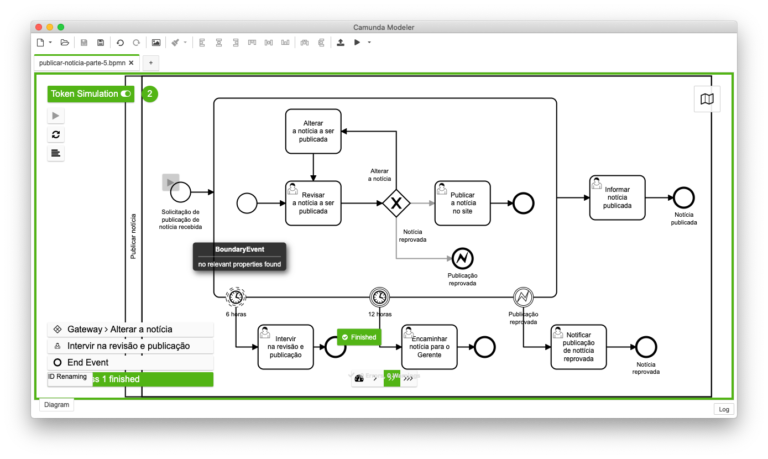 Camunda Modeler
publicar-noticia-parte-5.bpmn
Token Simulation
2
Publicar notícia
Solicitação de
publicação de
notícia recebida
Alterar
a notícia a ser
publicada
Revisar
a notícia a ser
publicada
Alterar
a notícia
Notícia
reprovada
Publicar
a notícia
no site
Publicação
reprovada
Informar
notícia
publicada
Notícia
publicada
BoundaryEvent
no relevant properties found
6 horas
12 horas
Publicação
reprovada
Intervir
na revisão e
publicação
Finished
Encaminhar
notícia para o
Gerente
Notificar
publicação
de notícia
reprovada
Notícia
reprovada
Gateway > Alterar a notícia
Intervir na revisão e publicação
End Event
1 finished
ID Renaming
Diagram
Log